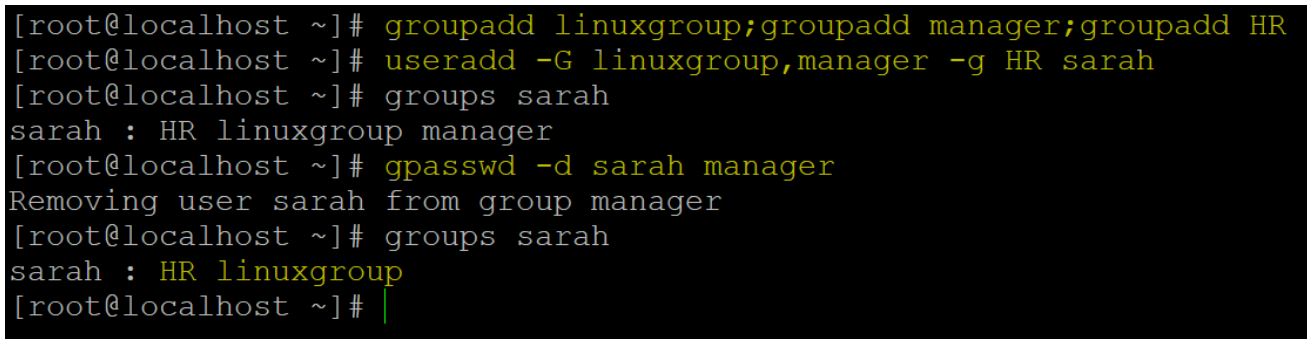 [root@localhost ~]# groupadd linuxgroup;groupadd manager;groupadd HR
[root@localhost ~]# useradd -G linuxgroup,manager -g HR sarah
[root@localhost ~]# groups sarah
sarah : HR linuxgroup manager
[root@localhost ~]# gpasswd -d sarah manager
Removing user sarah from group manager
[root@localhost ~]# groups sarah
sarah : HR linuxgroup
[root@localhost ~]#